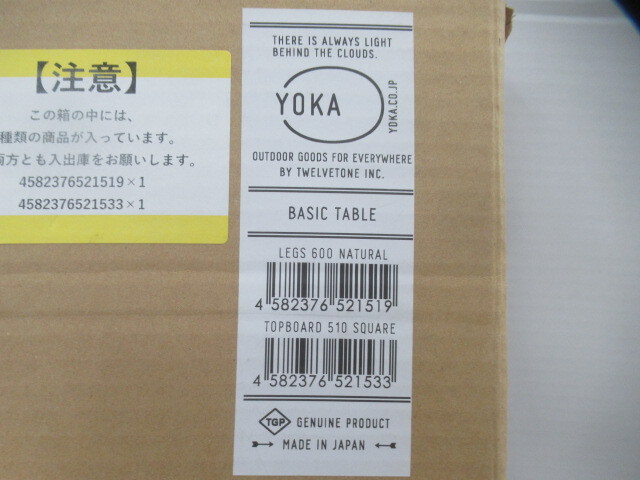 【注意】
この箱の中には、
種類の商品が入っています。
両方とも入出庫をお願いします。
4582376521519×1
4582376521533×1
THERE IS ALWAYS LIGHT
BEHIND THE CLOUDS.
YOKA
YOKA.CO.JP
OUTDOOR GOODS FOR EVERYWHERE
BY TWELVETONE INC.
BASIC TABLE
LEGS 600 NATURAL
4 582376 521519
TOPBOARD 510 SQUARE
4 582376 521533
TGP GENUINE PRODUCT
MADE IN JAPAN